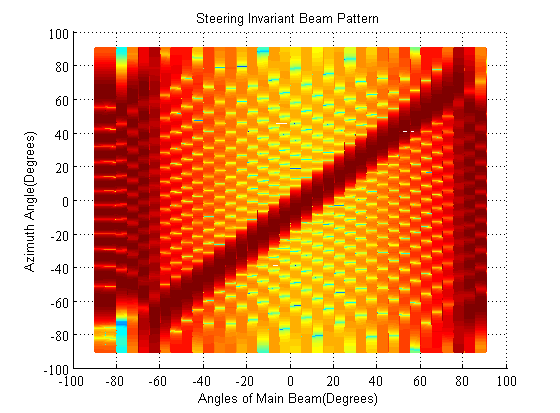 Steering Invariant Beam Pattern
100
80
60
40
20
0
-20
-40
-60
-80
-100
Azimuth Angle(Degrees)
-100 -80 -60 -40 -20 0 20 40 60 80 100
Angles of Main Beam(Degrees)